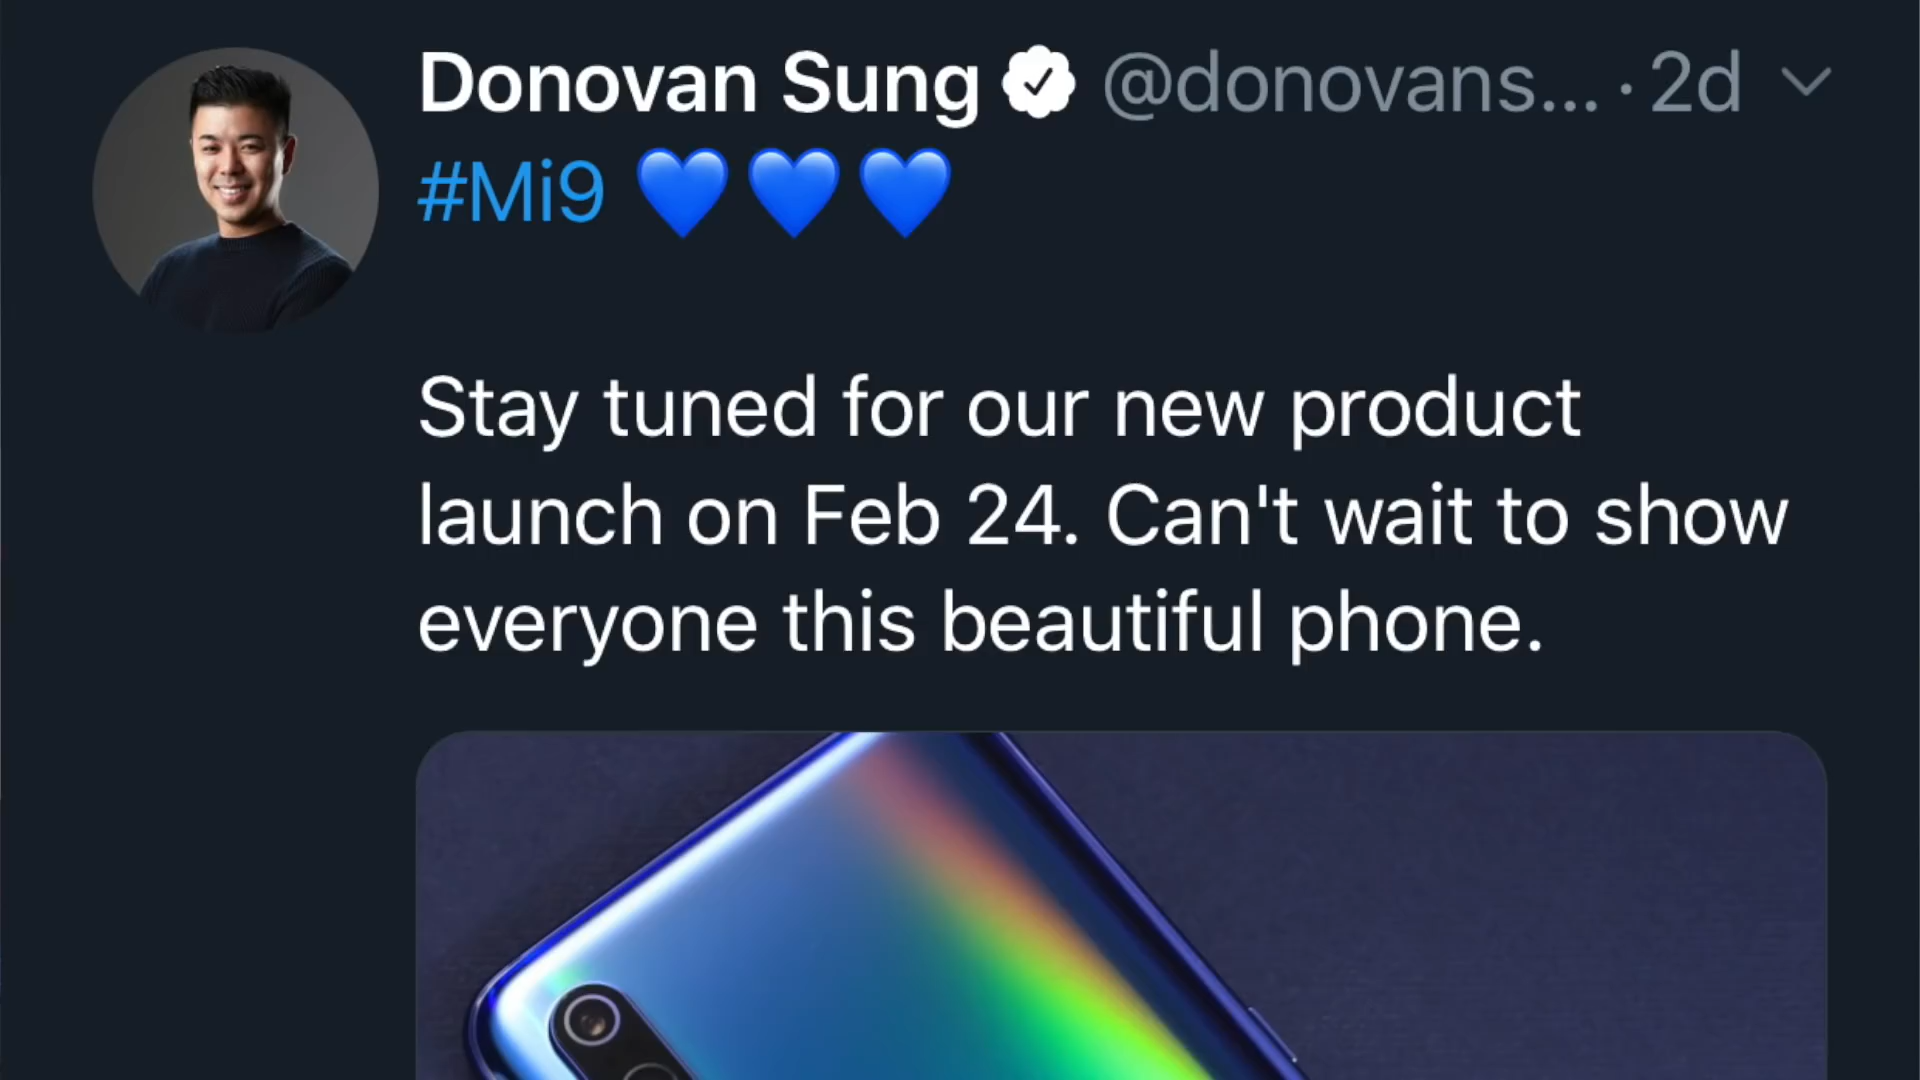 Donovan Sung @donovans... · 2d
#Mi9 💙💙💙
Stay tuned for our new product
launch on Feb 24. Can't wait to show
everyone this beautiful phone.